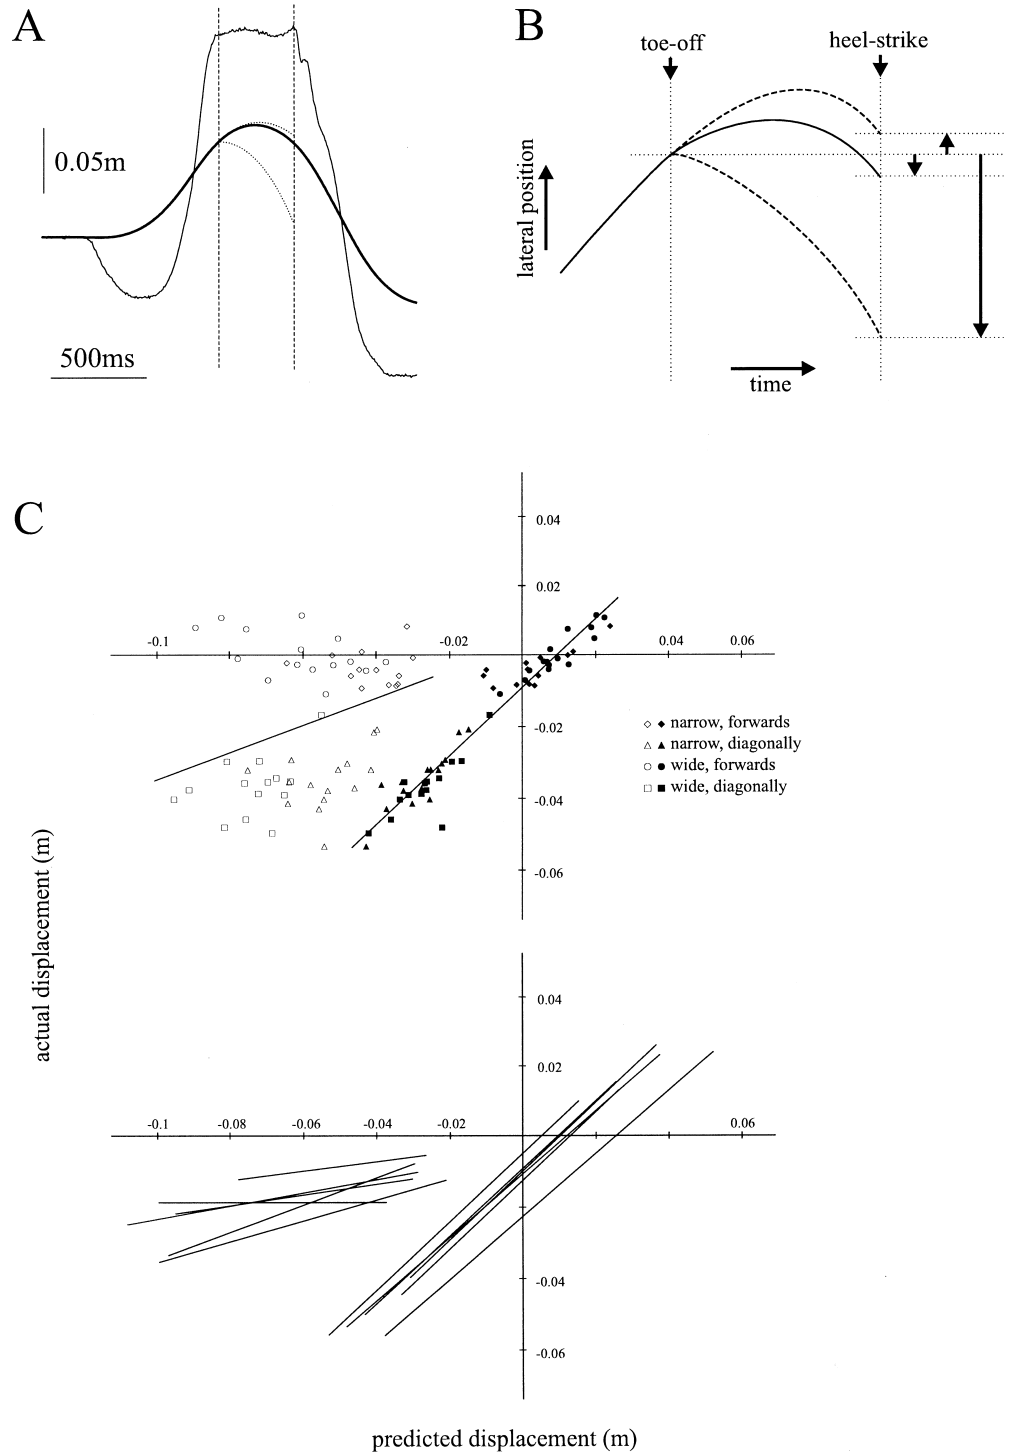 A
0.05m
500ms
B
toe-off
heel-strike
lateral position
time
C
0.04
0.02
-0.1
-0.02
0.04
0.06
-0.02
-0.04
-0.06
narrow, forwards
narrow, diagonally
wide, forwards
wide, diagonally
actual displacement (m)
0.04
0.02
-0.1
-0.08
-0.06
-0.04
-0.02
0.06
-0.04
-0.06
predicted displacement (m)